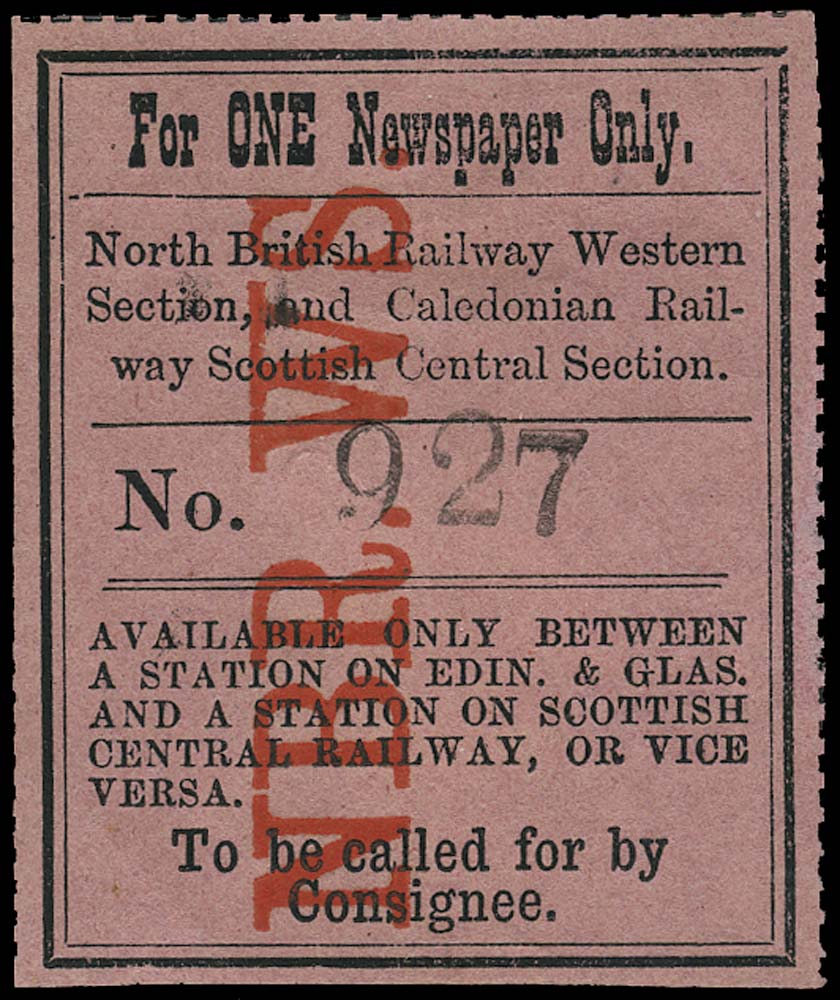 For ONE Newspaper Only.
North British Railway Western
Section, and Caledonian Rail-
way Scottish Central Section.
No. 927
AVAILABLE ONLY BETWEEN
A STATION ON EDIN. & GLAS.
AND A STATION ON SCOTTISH
CENTRAL RAILWAY, OR VICE
VERSA.
To be called for by
Consignee.
NBR. WS.